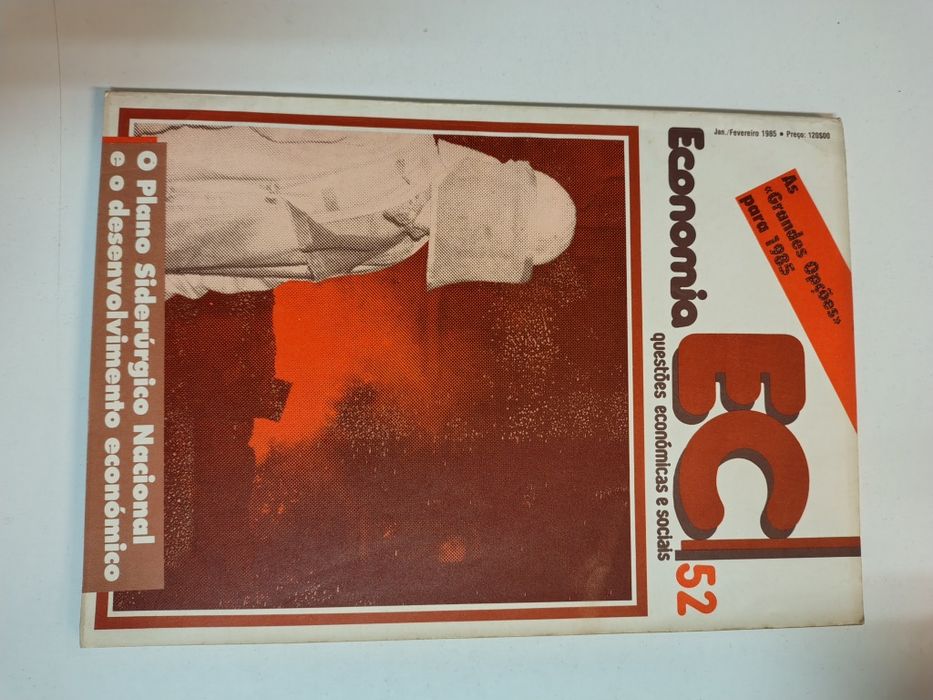 Jan./Fevereiro 1985 • Preço: 120$00
As
«Grandes Opções»
para 1985
Economia
EC
questões económicas e sociais
52
O Plano Siderúrgico Nacional
e o desenvolvimento económico